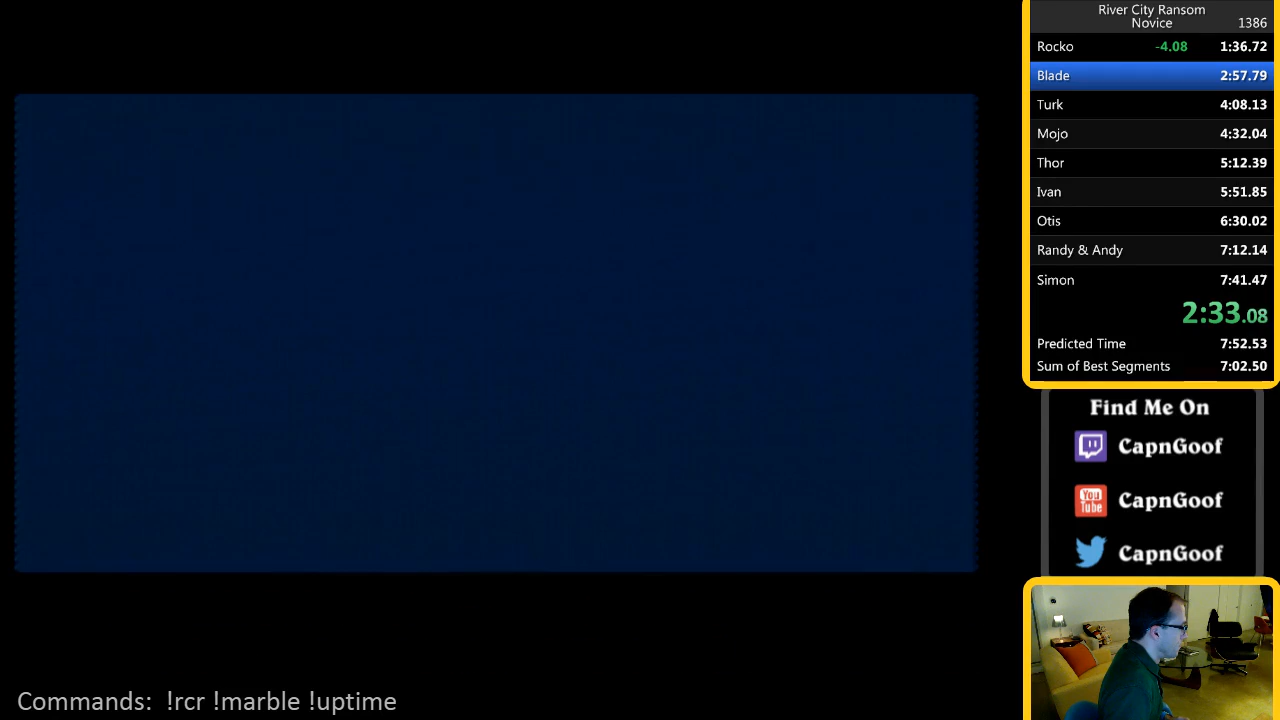 River City Ransom
Novice 1386
Rocko -4.08 1:36.72
Blade 2:57.79
Turk 4:08.13
Mojo 4:32.04
Thor 5:12.39
Ivan 5:51.85
Otis 6:30.02
Randy & Andy 7:12.14
Simon 7:41.47
2:33.08
Predicted Time 7:52.53
Sum of Best Segments 7:02.50
Find Me On
CapnGoof
You Tube CapnGoof
CapnGoof
Commands: !rcr !marble !uptime